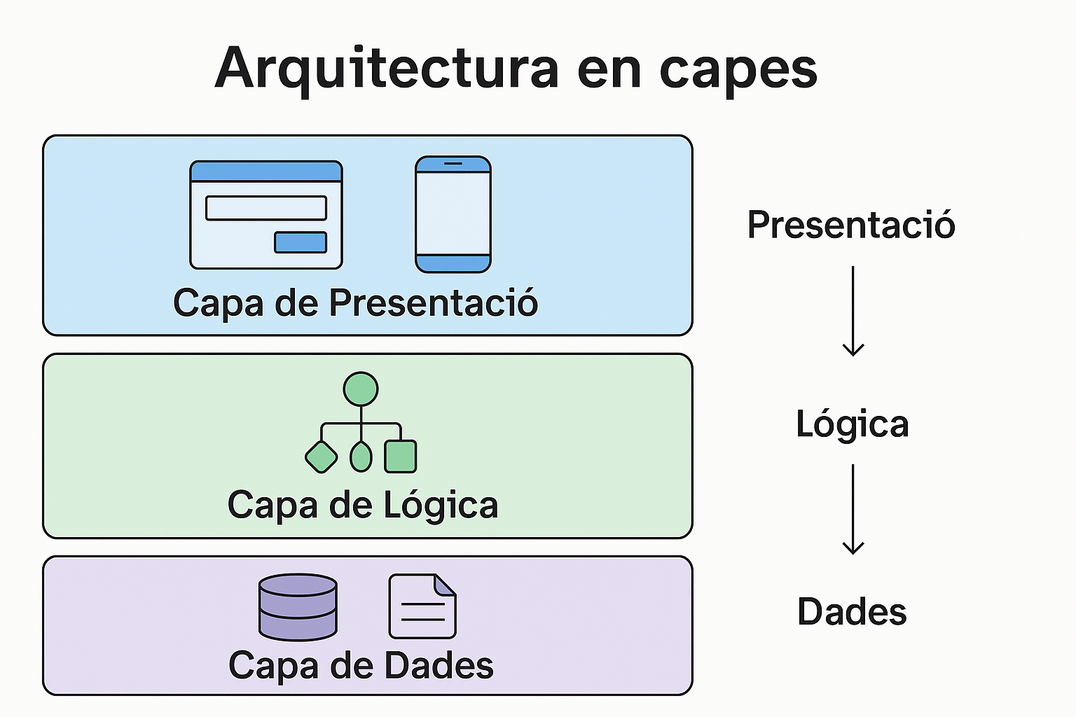 Arquitectura en capes
Capa de Presentació
Capa de Lógica
Capa de Dades
Presentació
Lógica
Dades